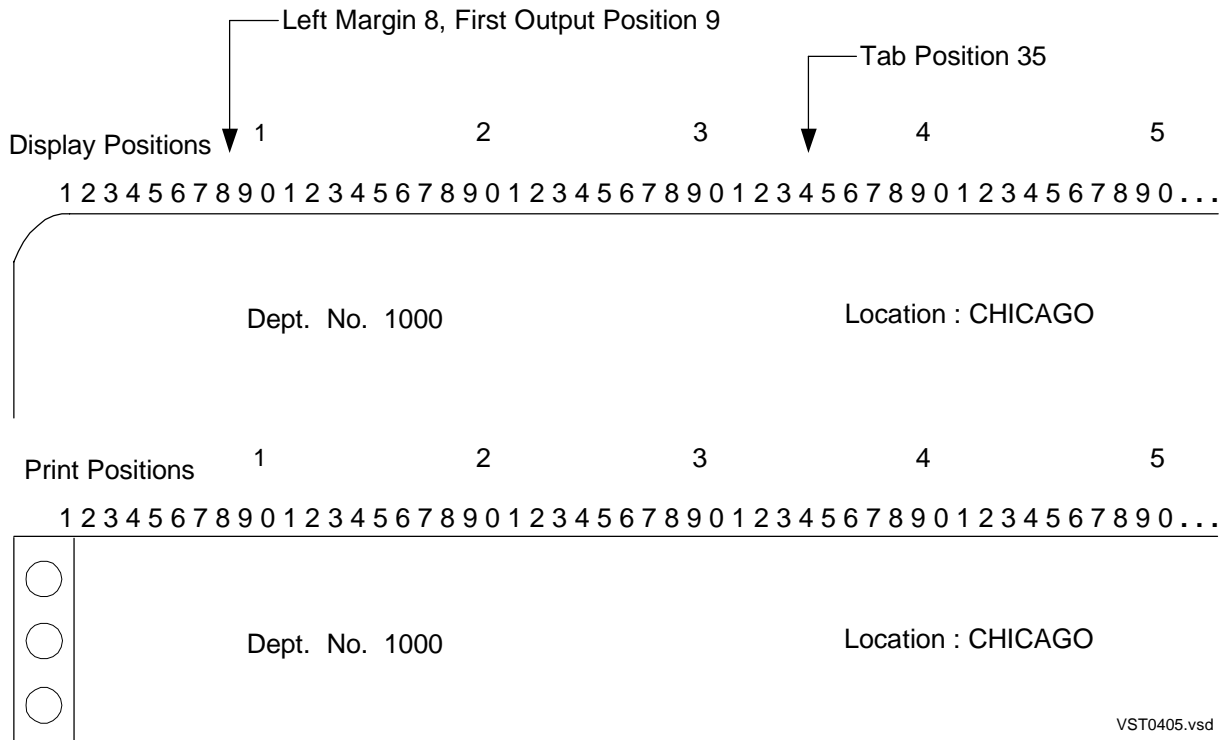 Left Margin 8, First Output Position 9
Tab Position 35
Display Positions 1 2 3 4 5
1 2 3 4 5 6 7 8 9 0 1 2 3 4 5 6 7 8 9 0 1 2 3 4 5 6 7 8 9 0 1 2 3 4 5 6 7 8 9 0 1 2 3 4 5 6 7 8 9 0 . . .
Dept. No. 1000 Location : CHICAGO
Print Positions 1 2 3 4 5
1 2 3 4 5 6 7 8 9 0 1 2 3 4 5 6 7 8 9 0 1 2 3 4 5 6 7 8 9 0 1 2 3 4 5 6 7 8 9 0 1 2 3 4 5 6 7 8 9 0 . . .
Dept. No. 1000 Location : CHICAGO
VST0405.vsd